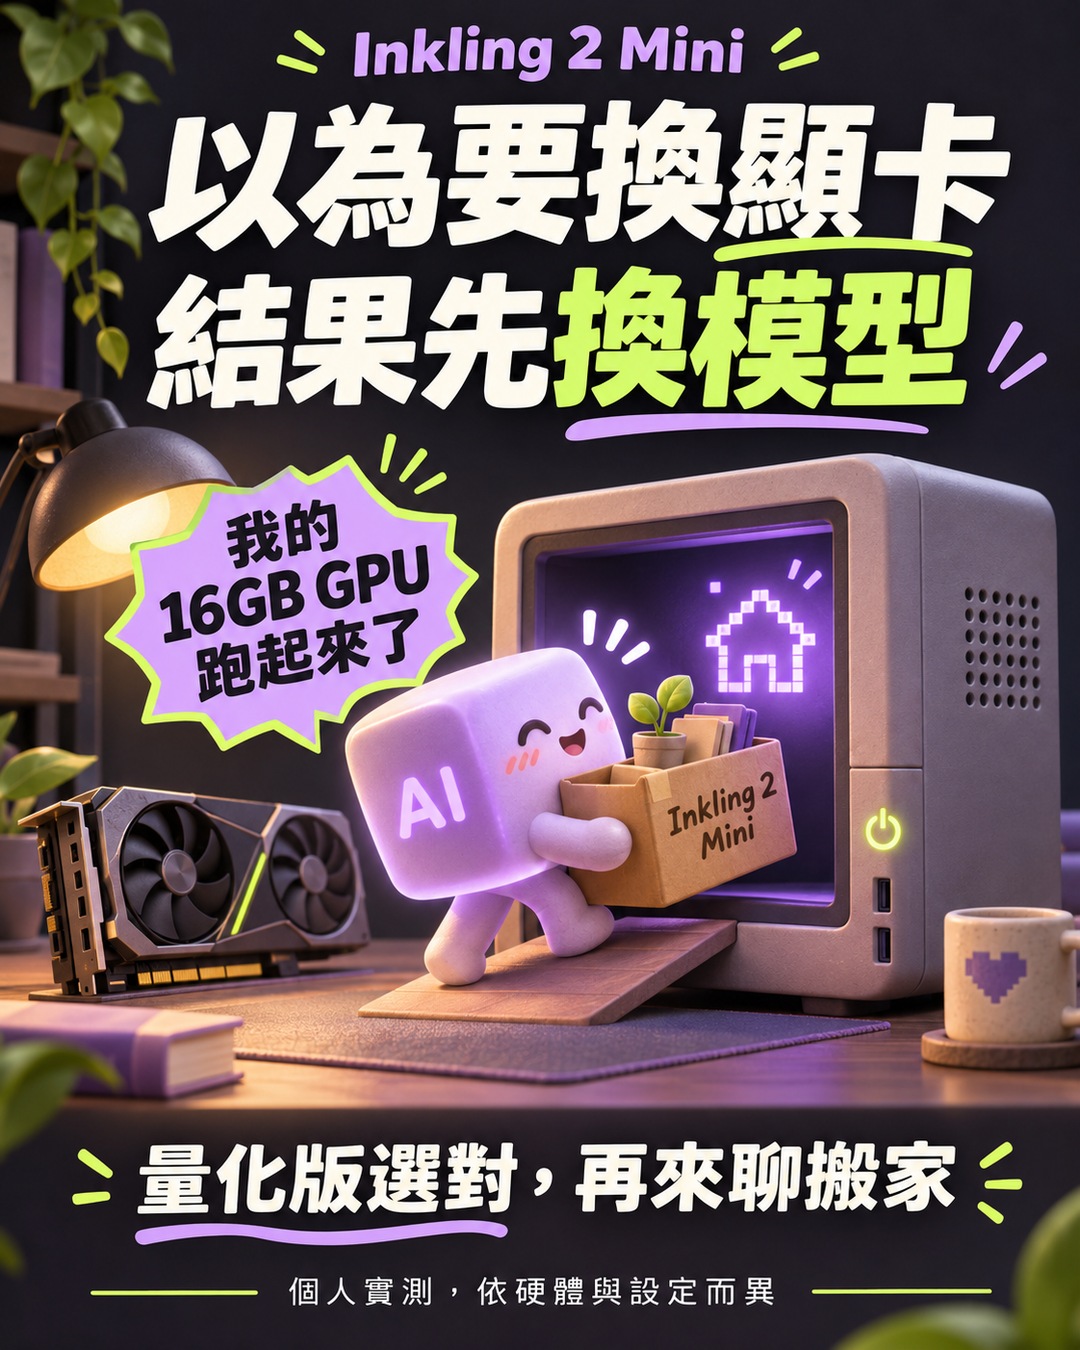 Inkling 2 Mini
以為要換顯卡
結果先換模型
我的
16GB GPU
跑起來了
AI
Inkling 2
Mini
量化版選對，再來聊搬家
個人實測，依硬體與設定而異